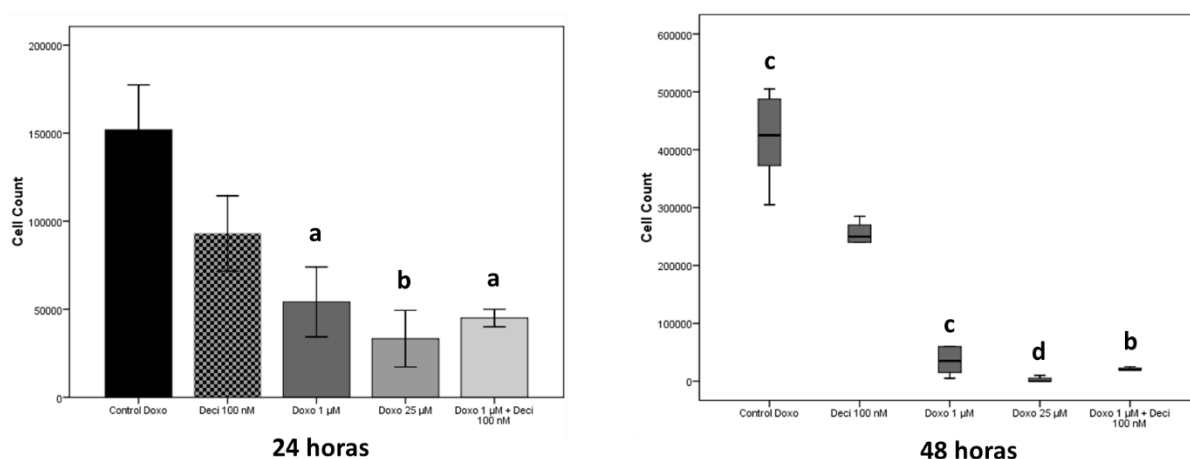 200000
150000
100000
50000
0
Cell Count
a
b
a
Control Doxo
Deci 100 nM
Doxo 1 µM
Doxo 25 µM
Doxo 1 µM + Deci
100 nM
24 horas
600000
500000
400000
300000
200000
100000
0
Cell Count
c
c
d
b
Control Doxo
Deci 100 nM
Doxo 1 µM
Doxo 25 µM
Doxo 1 µM + Deci
100 nM
48 horas